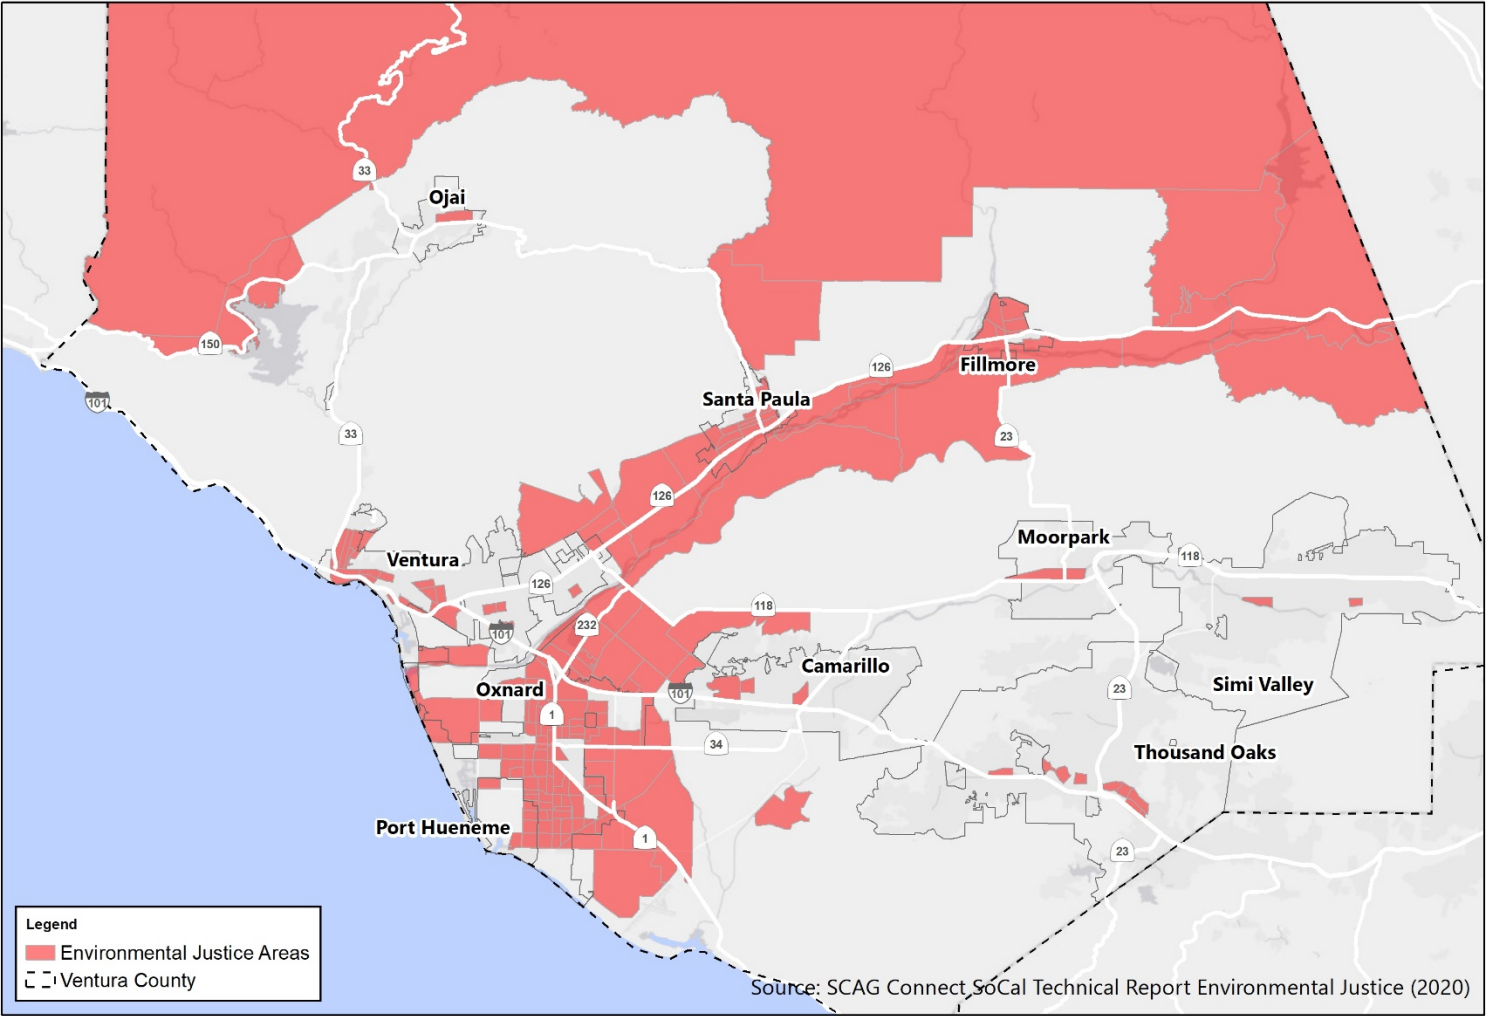 33
Ojai
150
126
Fillmore
101
Santa Paula
33
23
126
Moorpark
Ventura
118
126
118
232
101
Camarillo
Oxnard
101
23
Simi Valley
1
34
Thousand Oaks
Port Hueneme
1
23
Legend
Environmental Justice Areas
Ventura County
Source: SCAG Connect SoCal Technical Report Environmental Justice (2020)